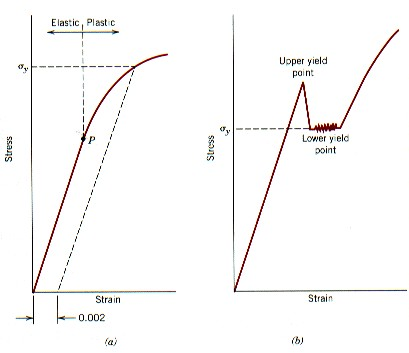 Elastic Plastic
σy
P
Stress
Strain
0.002
(a)
Upper yield
point
σy
Lower yield
point
Stress
Strain
(b)